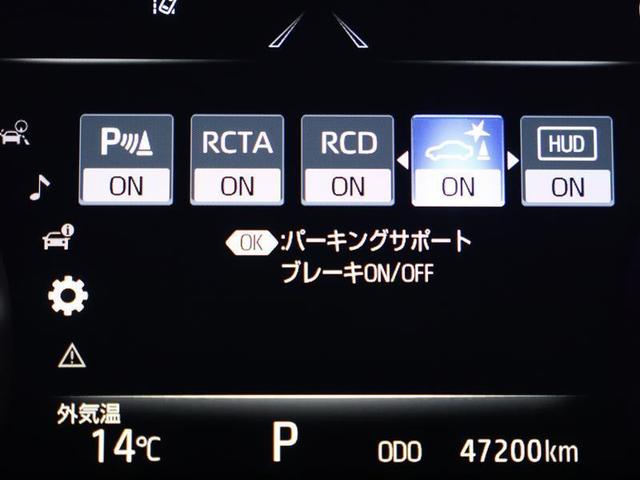 P RCTA RCD HUD
ON ON ON ON ON
OK :パーキングサポート
ブレーキON/OFF
外気温
14℃ P ODO 47200km